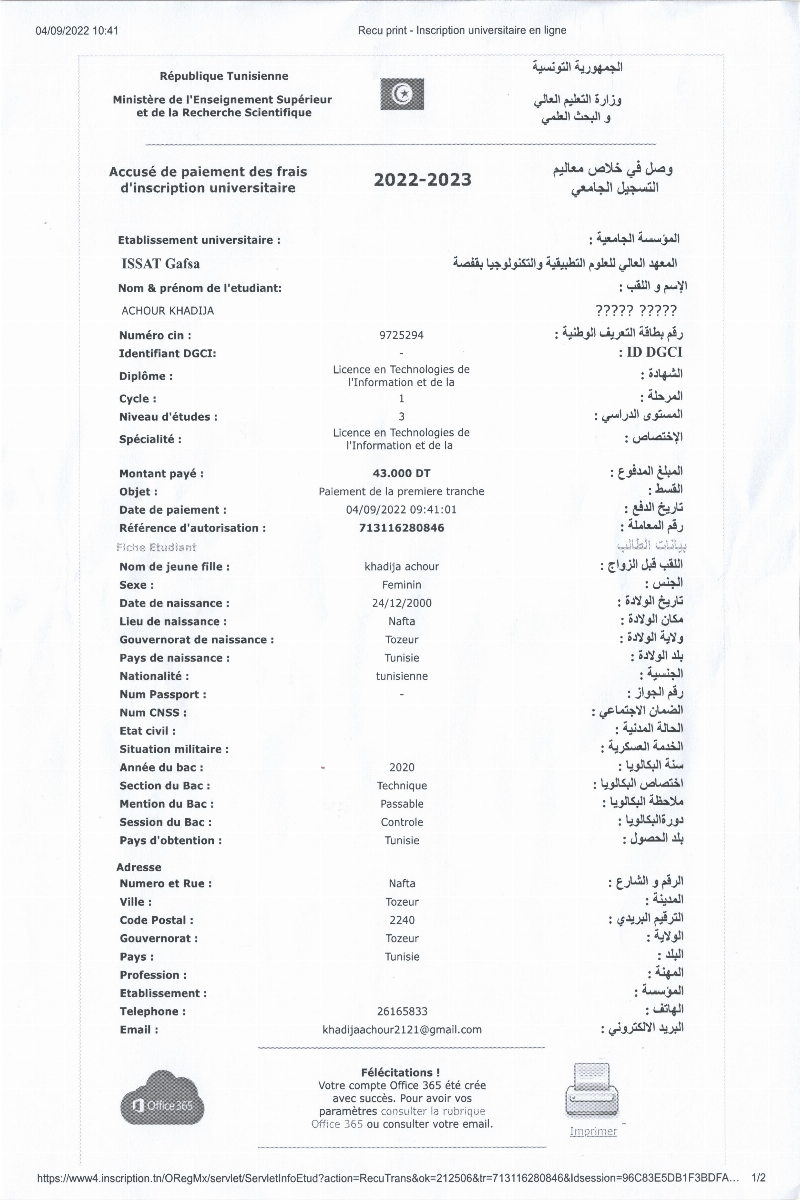 04/09/2022 10:41
Recu print - Inscription universitaire en ligne
République Tunisienne
الجمهورية التونسية
Ministère de l'Enseignement Supérieur
et de la Recherche Scientifique
وزارة التعليم العالي
و البحث العلمي
Accusé de paiement des frais
d'inscription universitaire
2022-2023
وصل في خلاص معاليم
التسجيل الجامعي
Etablissement universitaire :
المؤسسة الجامعية :
ISSAT Gafsa
المعهد العالي للعلوم التطبيقية والتكنولوجيا بقفصة
Nom & prénom de l'etudiant:
الإسم و اللقب :
ACHOUR KHADIJA
????? ?????
Numéro cin : 9725294 رقم بطاقة التعريف الوطنية :
Identifiant DGCI: - ID DGCI :
Diplôme : Licence en Technologies de
l'Information et de la الشهادة :
Cycle : 1 المرحلة :
Niveau d'études : 3 المستوى الدراسي :
Spécialité : Licence en Technologies de
l'Information et de la الإختصاص :
Montant payé : 43.000 DT المبلغ المدفوع :
Objet : Paiement de la premiere tranche القسط :
Date de paiement : 04/09/2022 09:41:01 تاريخ الدفع :
Référence d'autorisation : 713116280846 رقم المعاملة :
Fiche Etudiant بيانات الطالب
Nom de jeune fille : khadija achour اللقب قبل الزواج :
Sexe : Feminin الجنس :
Date de naissance : 24/12/2000 تاريخ الولادة :
Lieu de naissance : Nafta مكان الولادة :
Gouvernorat de naissance : Tozeur ولاية الولادة :
Pays de naissance : Tunisie بلد الولادة :
Nationalité : tunisienne الجنسية :
Num Passport : - رقم الجواز :
Num CNSS : الضمان الاجتماعي :
Etat civil : الحالة المدنية :
Situation militaire : الخدمة العسكرية :
Année du bac : 2020 سنة البكالويا :
Section du Bac : Technique اختصاص البكالويا :
Mention du Bac : Passable ملاحظة البكالويا :
Session du Bac : Controle دورةالبكالويا :
Pays d'obtention : Tunisie بلد الحصول :
Adresse
Numero et Rue : Nafta الرقم و الشارع :
Ville : Tozeur المدينة :
Code Postal : 2240 الترقيم البريدي :
Gouvernorat : Tozeur الولاية :
Pays : Tunisie البلد :
Profession : المهنة :
Etablissement : المؤسسة :
Telephone : 26165833 الهاتف :
Email : khadijaachour2121@gmail.com البريد الالكتروني :
Félécitations !
Votre compte Office 365 été crée
avec succès. Pour avoir vos
paramètres consulter la rubrique
Office 365 ou consulter votre email.
Office 365
Imprimer
https://www4.inscription.tn/ORegMx/servlet/ServletInfoEtud?action=RecuTrans&ok=212506&tr=713116280846&Idsession=96C83E5DB1F3BDFA... 1/2